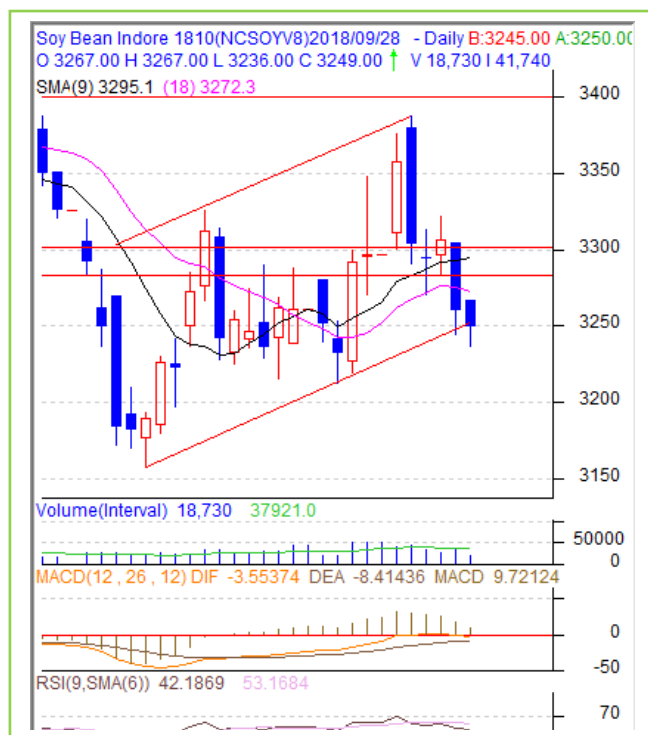 Soy Bean Indore 1810(NCSOYV8)2018/09/28 - Daily B:3245.00 A:3250.00
O 3267.00 H 3267.00 L 3236.00 C 3249.00 V 18,730 I 41,740
SMA(9) 3295.1 (18) 3272.3
3400
3350
3300
3250
3200
3150
Volume(Interval) 18,730 37921.0
50000
0
MACD(12 , 26 , 12) DIF -3.55374 DEA -8.41436 MACD 9.72124
0
-50
RSI(9,SMA(6)) 42.1869 53.1684
70